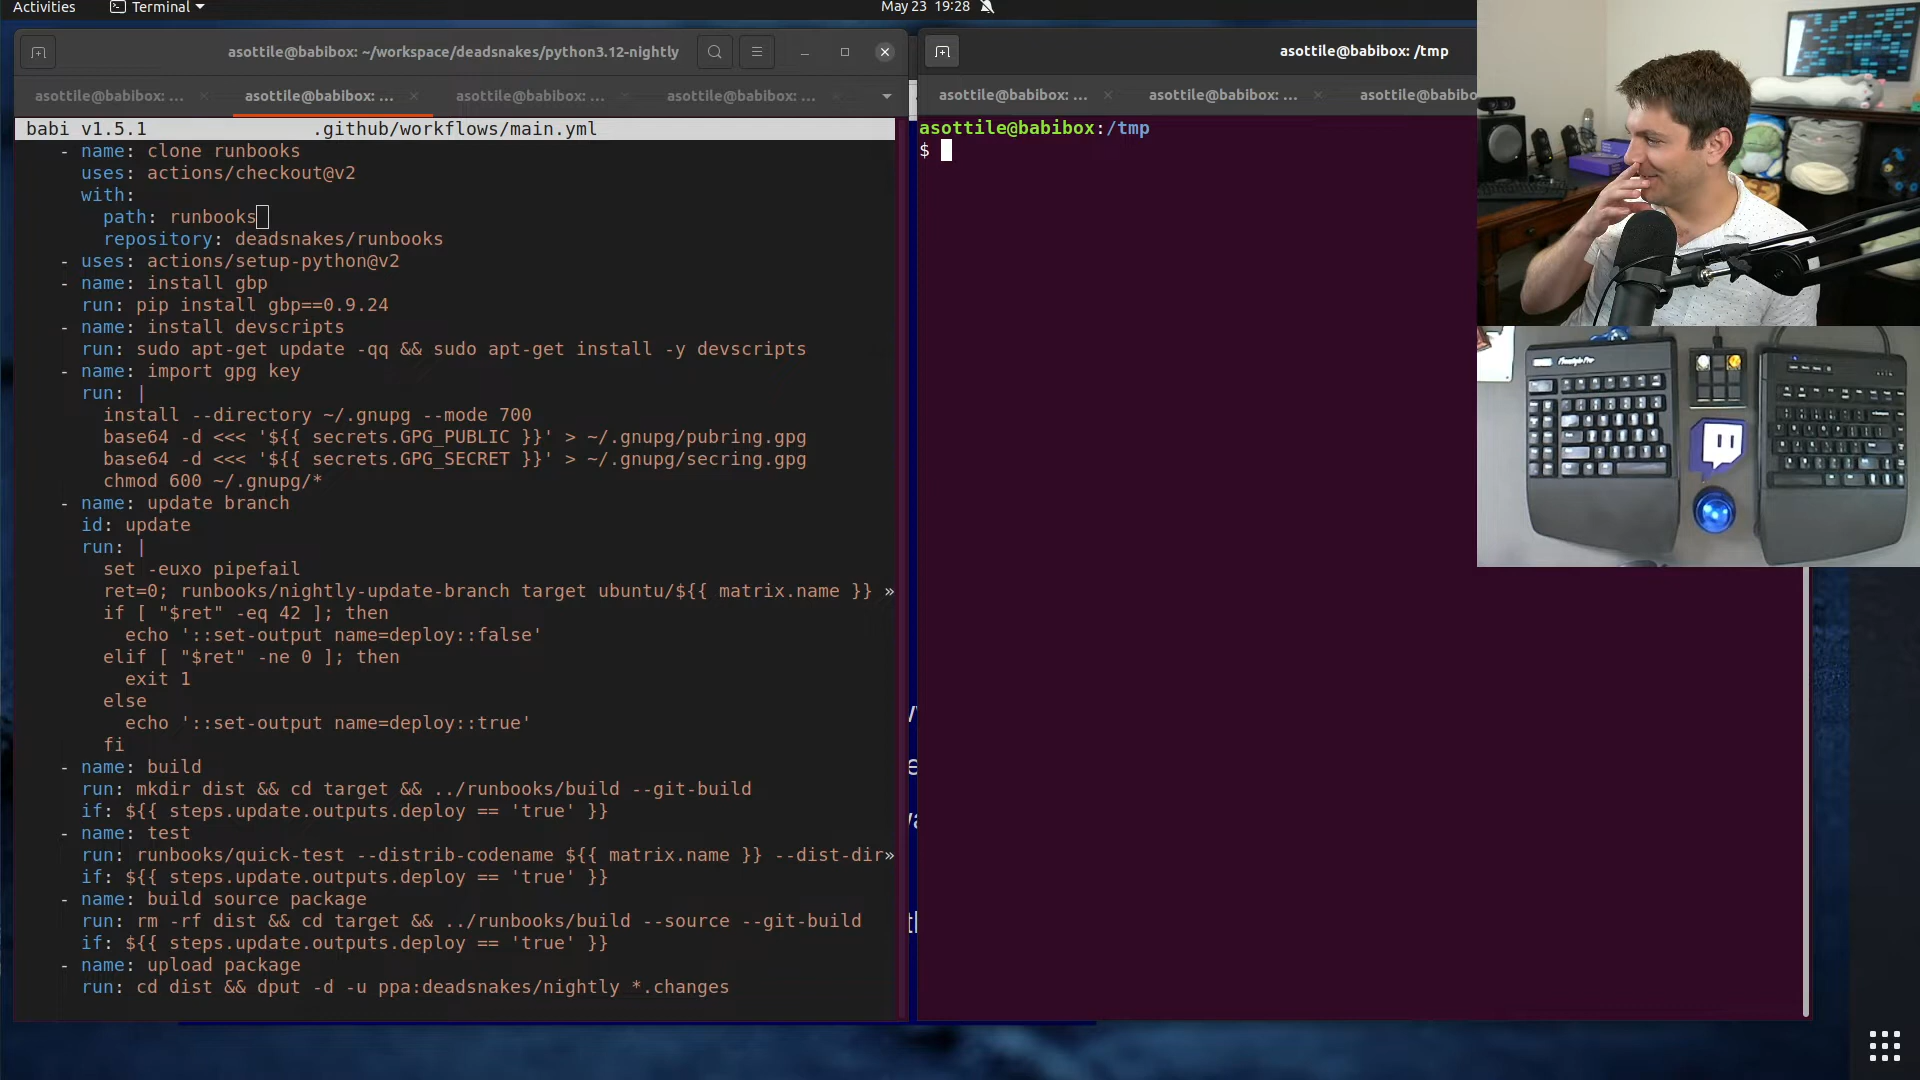 Activities
Terminal
May 23 19:28
asottile@babibox: ~/workspace/deadsnakes/python3.12-nightly
asottile@babibox: ...
asottile@babibox: ...
asottile@babibox: ...
asottile@babibox: ...
babi v1.5.1 .github/workflows/main.yml
- name: clone runbooks
uses: actions/checkout@v2
with:
path: runbooks
repository: deadsnakes/runbooks
- uses: actions/setup-python@v2
- name: install gbp
run: pip install gbp==0.9.24
- name: install devscripts
run: sudo apt-get update -qq && sudo apt-get install -y devscripts
- name: import gpg key
run: |
install --directory ~/.gnupg --mode 700
base64 -d <<< '${{ secrets.GPG_PUBLIC }}' > ~/.gnupg/pubring.gpg
base64 -d <<< '${{ secrets.GPG_SECRET }}' > ~/.gnupg/secring.gpg
chmod 600 ~/.gnupg/*
- name: update branch
id: update
run: |
set -euxo pipefail
ret=0; runbooks/nightly-update-branch target ubuntu/${{ matrix.name }} »
if [ "$ret" -eq 42 ]; then
echo '::set-output name=deploy::false'
elif [ "$ret" -ne 0 ]; then
exit 1
else
echo '::set-output name=deploy::true'
fi
- name: build
run: mkdir dist && cd target && ../runbooks/build --git-build
if: ${{ steps.update.outputs.deploy == 'true' }}
- name: test
run: runbooks/quick-test --distrib-codename ${{ matrix.name }} --dist-dir»
if: ${{ steps.update.outputs.deploy == 'true' }}
- name: build source package
run: rm -rf dist && cd target && ../runbooks/build --source --git-build
if: ${{ steps.update.outputs.deploy == 'true' }}
- name: upload package
run: cd dist && dput -d -u ppa:deadsnakes/nightly *.changes
asottile@babibox: /tmp
asottile@babibox: ...
asottile@babibox: ...
asottile@babib
asottile@babibox:/tmp
$